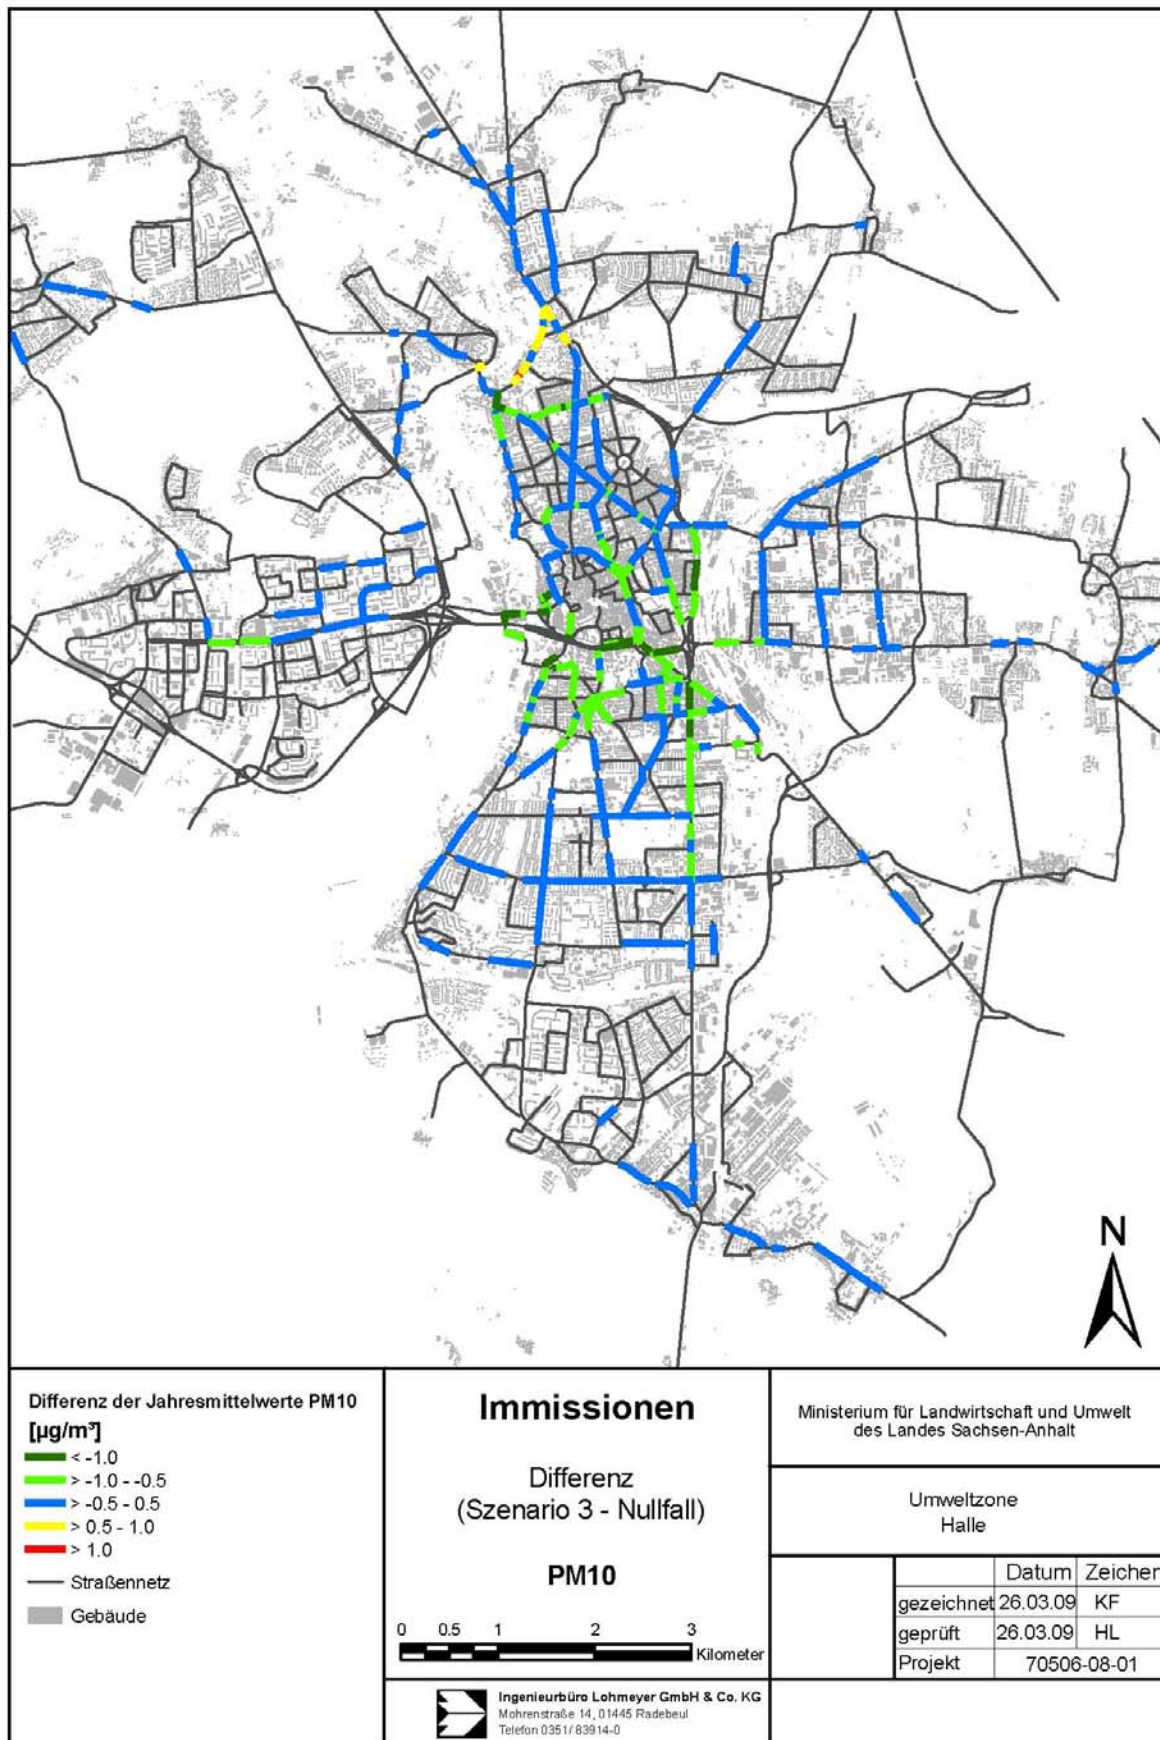 N
Differenz der Jahresmittelwerte PM10
[µg/m³]
< -1.0
> -1.0 - -0.5
> -0.5 - 0.5
> 0.5 - 1.0
> 1.0
Straßennetz
Gebäude
Immissionen
Differenz
(Szenario 3 - Nullfall)
PM10
0 0.5 1 2 3
Kilometer
Ingenieurbüro Lohmeyer GmbH & Co. KG
Mohrenstraße 14, 01445 Radebeul
Telefon 0351/ 83914-0
Ministerium für Landwirtschaft und Umwelt
des Landes Sachsen-Anhalt
Umweltzone
Halle
Datum Zeichen
gezeichnet 26.03.09 KF
geprüft 26.03.09 HL
Projekt 70506-08-01